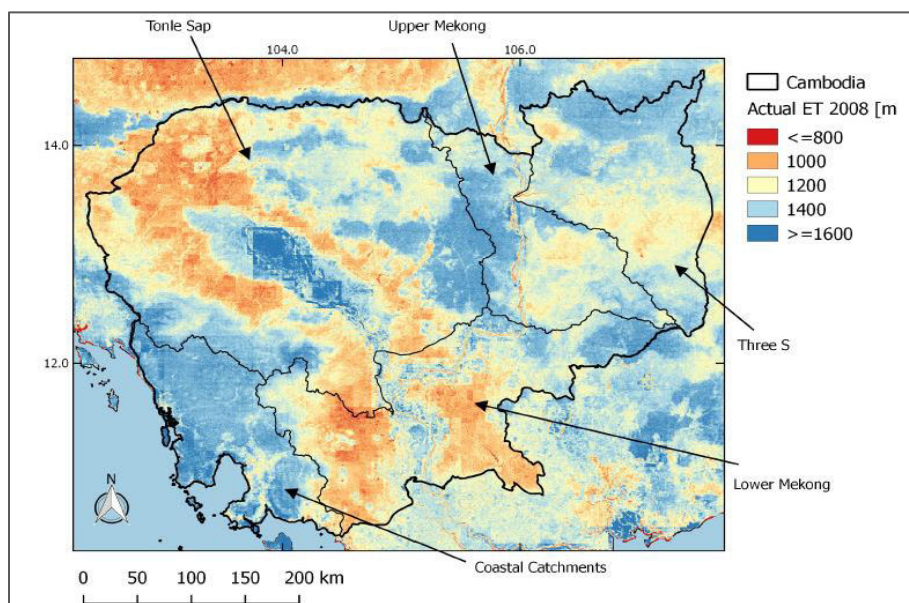 Tonle Sap
Upper Mekong
104.0
106.0
Cambodia
Actual ET 2008 [m
<=800
1000
1200
1400
>=1600
14.0
12.0
Three S
Lower Mekong
N
Coastal Catchments
0 50 100 150 200 km